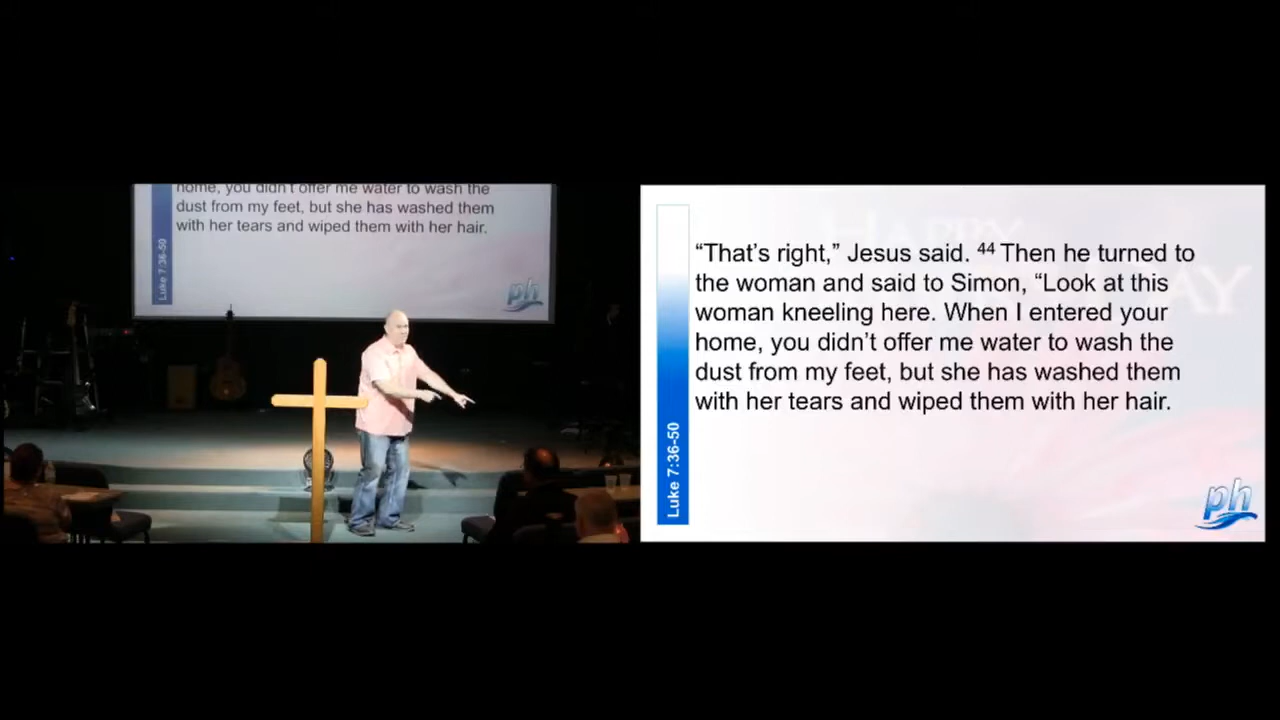 home, you didn't offer me water to wash the
dust from my feet, but she has washed them
with her tears and wiped them with her hair.
Luke 7:36-50
ph
“That’s right,” Jesus said. 44 Then he turned to
the woman and said to Simon, “Look at this
woman kneeling here. When I entered your
home, you didn’t offer me water to wash the
dust from my feet, but she has washed them
with her tears and wiped them with her hair.
Luke 7:36-50
HAPPY
AY
ph